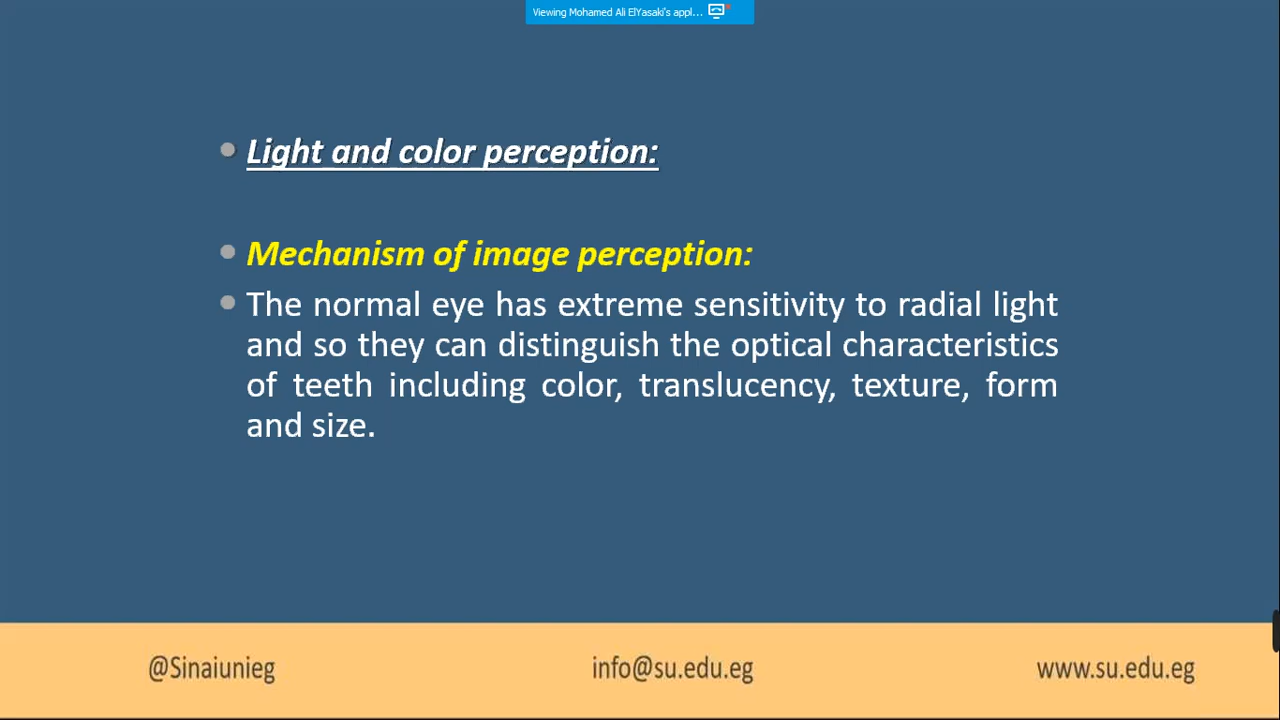 Viewing Mohamed Ali ElYasaki's appl...
Light and color perception:
Mechanism of image perception:
The normal eye has extreme sensitivity to radial light
and so they can distinguish the optical characteristics
of teeth including color, translucency, texture, form
and size.
@Sinaiunieg info@su.edu.eg www.su.edu.eg